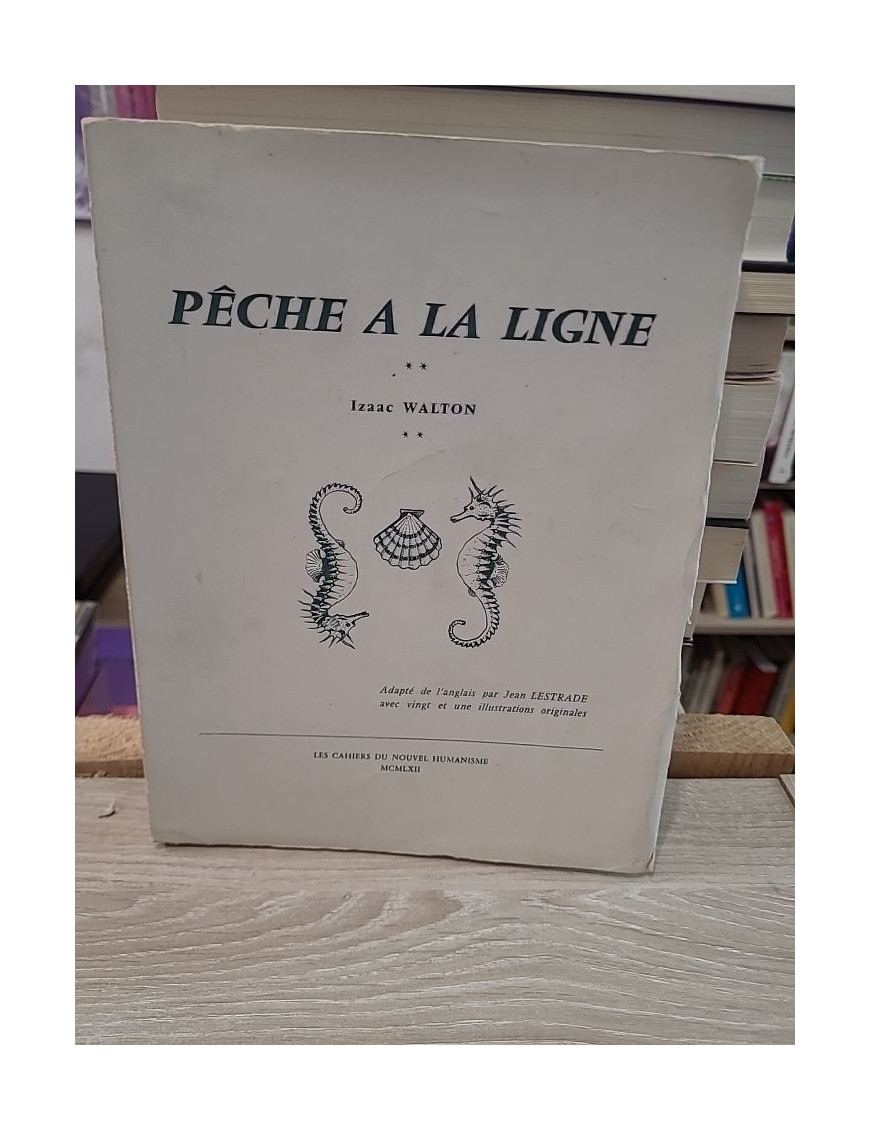 PÊCHE A LA LIGNE
* *
Izaac WALTON
* *
Adapté de l'anglais par Jean LESTRADE
avec vingt et une illustrations originales
LES CAHIERS DU NOUVEL HUMANISME
MCMLXII